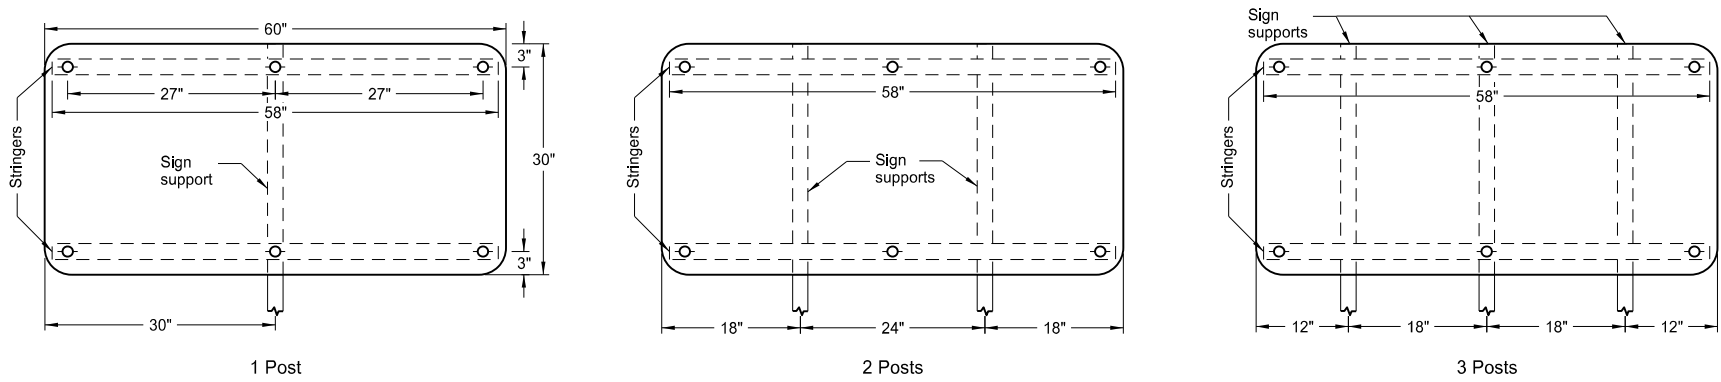 60"
3"
27"
27"
58"
Stringers
Sign
support
30"
3"
30"
1 Post
58"
Stringers
Sign
supports
18"
24"
18"
2 Posts
Sign
supports
58"
Stringers
12"
18"
18"
12"
3 Posts